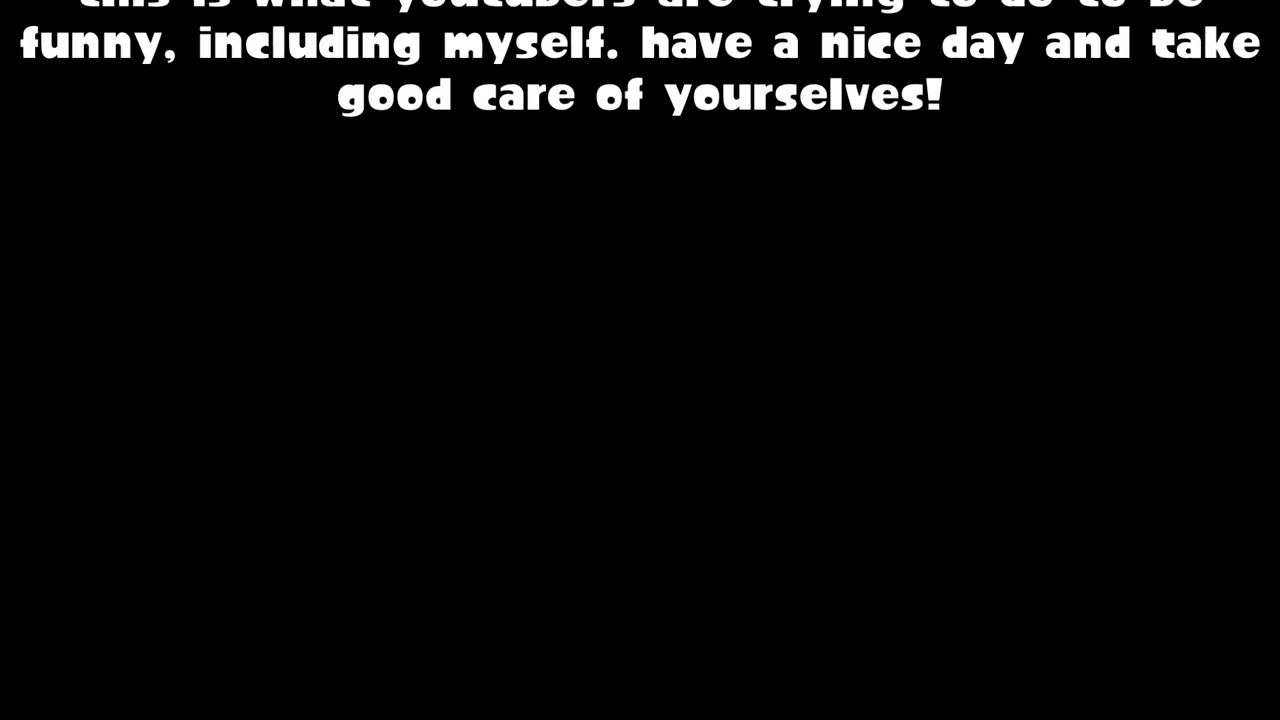 this is what youtubers are trying to do to be
funny, including myself. have a nice day and take
good care of yourselves!